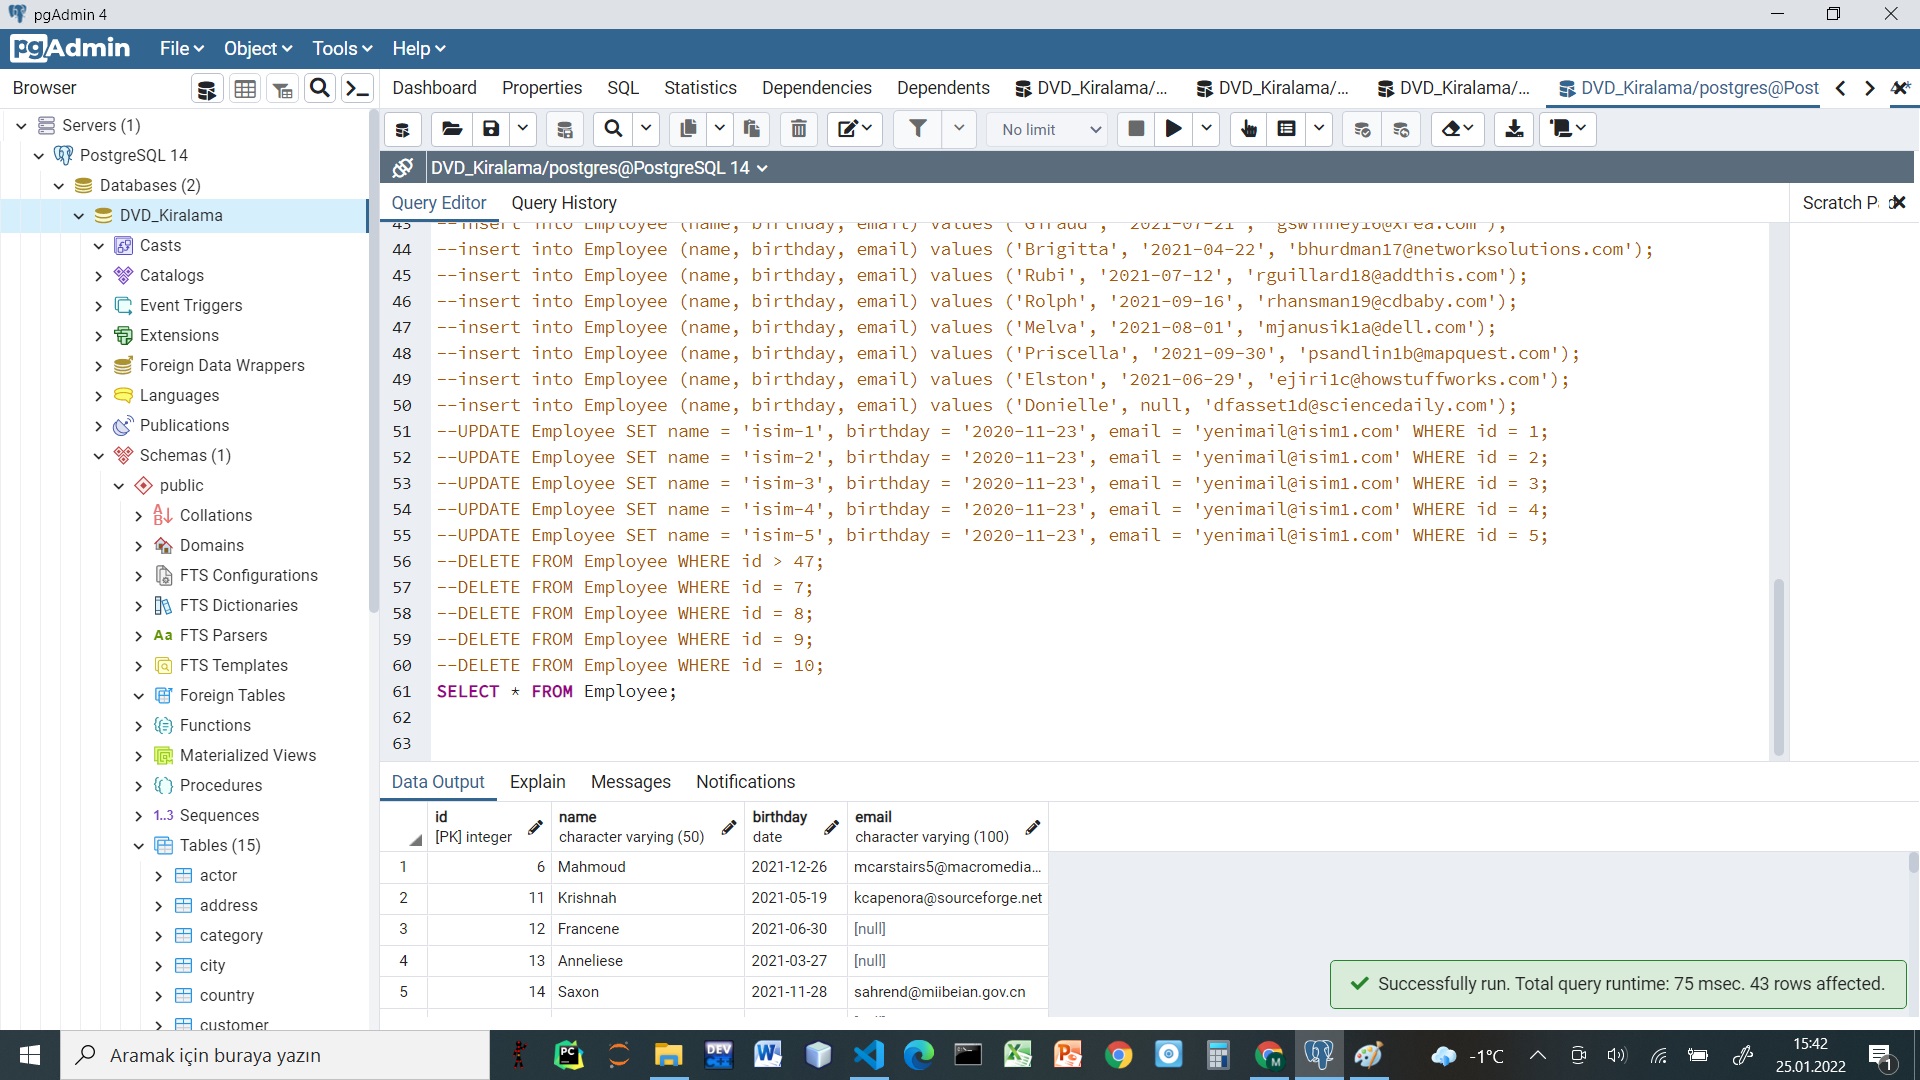 pgAdmin 4
pgAdmin File Object Tools Help
Browser
Dashboard Properties SQL Statistics Dependencies Dependents DVD_Kiralama/... DVD_Kiralama/... DVD_Kiralama/... DVD_Kiralama/postgres@Post
No limit
DVD_Kiralama/postgres@PostgreSQL 14
Query Editor Query History
Scratch P
Servers (1)
PostgreSQL 14
Databases (2)
DVD_Kiralama
Casts
Catalogs
Event Triggers
Extensions
Foreign Data Wrappers
Languages
Publications
Schemas (1)
public
Collations
Domains
FTS Configurations
FTS Dictionaries
Aa FTS Parsers
FTS Templates
Foreign Tables
Functions
Materialized Views
Procedures
1..3 Sequences
Tables (15)
actor
address
category
city
country
customer
43 --insert into Employee (name, birthday, email) values ('Giraud', '2021-07-21', 'gswinney16@xrea.com');
44 --insert into Employee (name, birthday, email) values ('Brigitta', '2021-04-22', 'bhurdman17@networksolutions.com');
45 --insert into Employee (name, birthday, email) values ('Rubi', '2021-07-12', 'rguillard18@addthis.com');
46 --insert into Employee (name, birthday, email) values ('Rolph', '2021-09-16', 'rhansman19@cdbaby.com');
47 --insert into Employee (name, birthday, email) values ('Melva', '2021-08-01', 'mjanusik1a@dell.com');
48 --insert into Employee (name, birthday, email) values ('Priscella', '2021-09-30', 'psandlin1b@mapquest.com');
49 --insert into Employee (name, birthday, email) values ('Elston', '2021-06-29', 'ejiri1c@howstuffworks.com');
50 --insert into Employee (name, birthday, email) values ('Donielle', null, 'dfasset1d@sciencedaily.com');
51 --UPDATE Employee SET name = 'isim-1', birthday = '2020-11-23', email = 'yenimail@isim1.com' WHERE id = 1;
52 --UPDATE Employee SET name = 'isim-2', birthday = '2020-11-23', email = 'yenimail@isim1.com' WHERE id = 2;
53 --UPDATE Employee SET name = 'isim-3', birthday = '2020-11-23', email = 'yenimail@isim1.com' WHERE id = 3;
54 --UPDATE Employee SET name = 'isim-4', birthday = '2020-11-23', email = 'yenimail@isim1.com' WHERE id = 4;
55 --UPDATE Employee SET name = 'isim-5', birthday = '2020-11-23', email = 'yenimail@isim1.com' WHERE id = 5;
56 --DELETE FROM Employee WHERE id > 47;
57 --DELETE FROM Employee WHERE id = 7;
58 --DELETE FROM Employee WHERE id = 8;
59 --DELETE FROM Employee WHERE id = 9;
60 --DELETE FROM Employee WHERE id = 10;
61 SELECT * FROM Employee;
62
63
Data Output Explain Messages Notifications
id name birthday email
[PK] integer character varying (50) date character varying (100)
1 6 Mahmoud 2021-12-26 mcarstairs5@macromedia...
2 11 Krishnah 2021-05-19 kcapenora@sourceforge.net
3 12 Francene 2021-06-30 [null]
4 13 Anneliese 2021-03-27 [null]
5 14 Saxon 2021-11-28 sahrend@miibeian.gov.cn
Successfully run. Total query runtime: 75 msec. 43 rows affected.
Aramak için buraya yazın
-1°C
15:42
25.01.2022
1